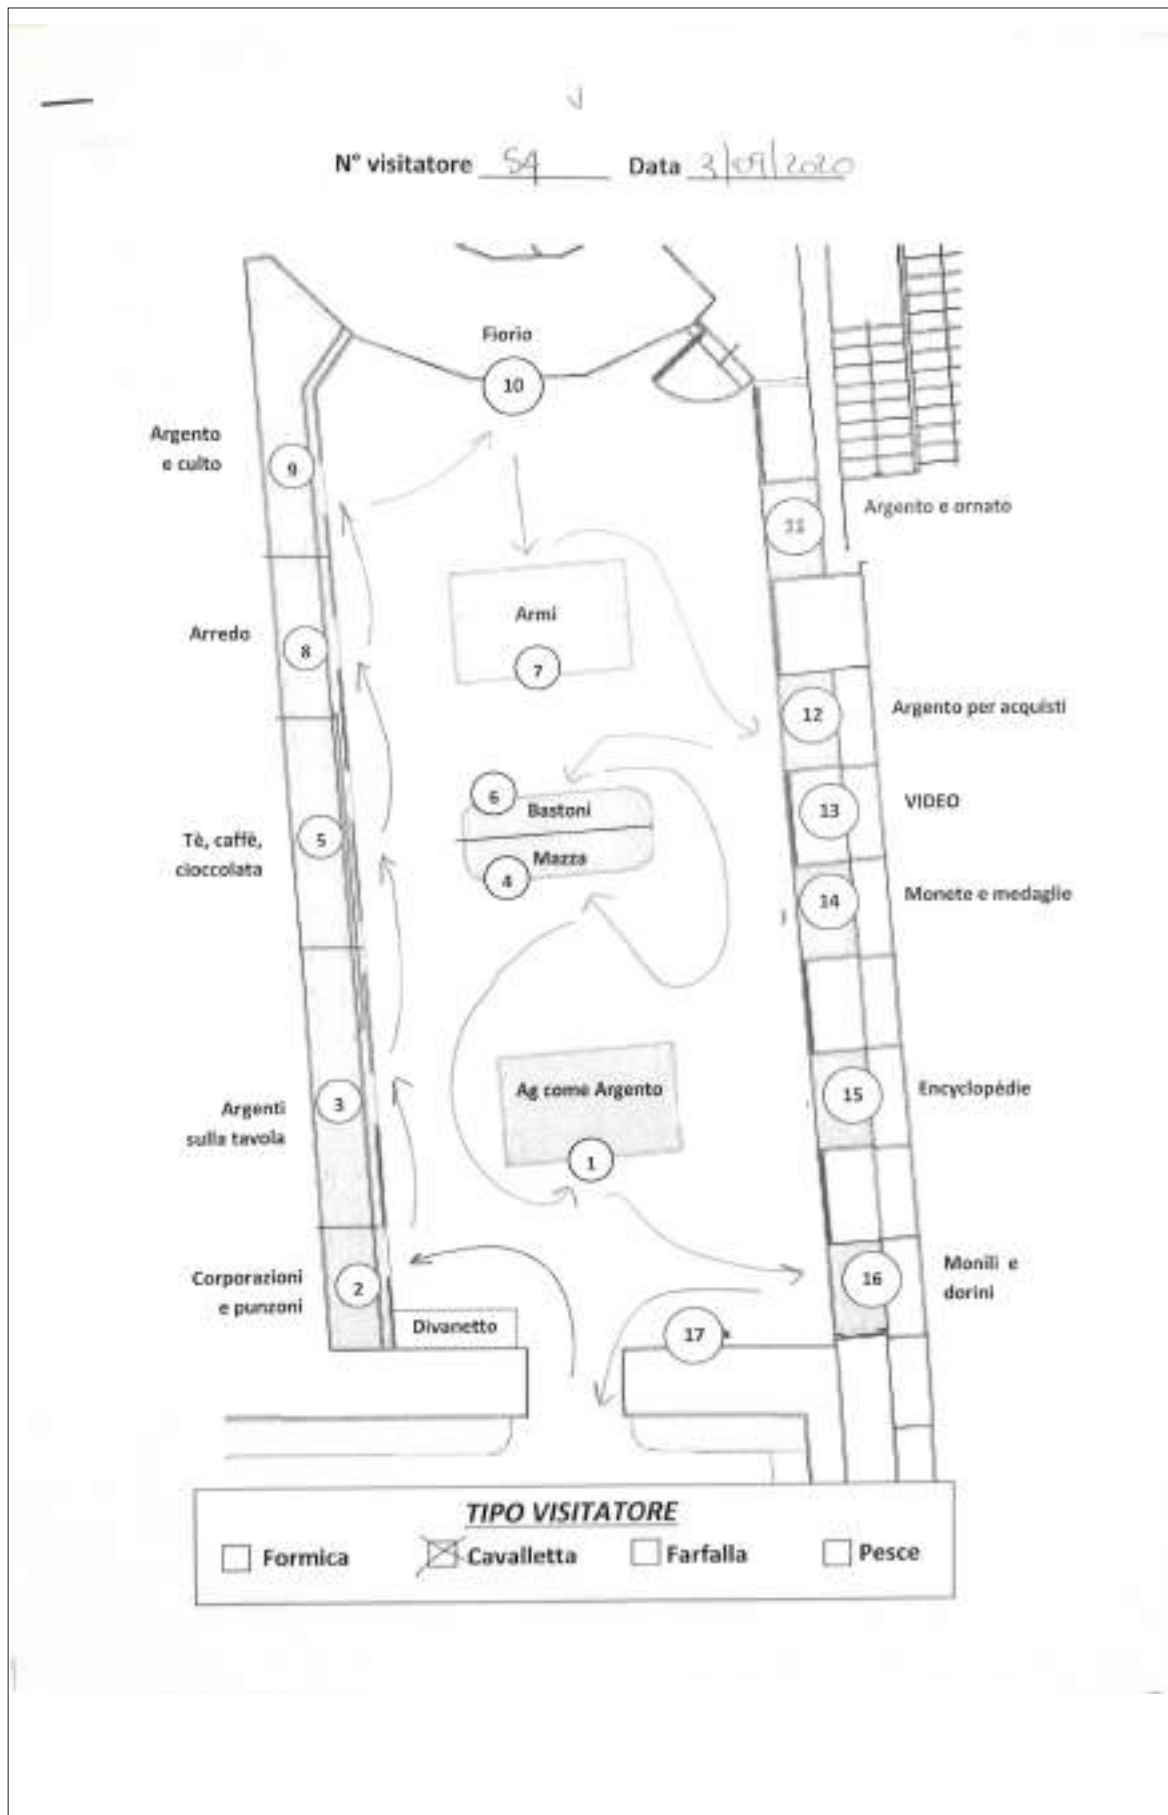 N° visitatore 54 Data 3/09/2020
Fiorio
10
Argento
e culto
9
11
Argento e ornato
Armi
7
Arredo
8
12
Argento per acquisti
6
Bastoni
13
VIDEO
Tè, caffè,
cioccolata
5
Mazza
4
14
Monete e medaglie
Ag come Argento
1
15
Encyclopédie
Argenti
sulla tavola
3
Corporazioni
e punzoni
2
16
Monili e
dorini
Divanetto
17
TIPO VISITATORE
Formica Cavalletta Farfalla Pesce